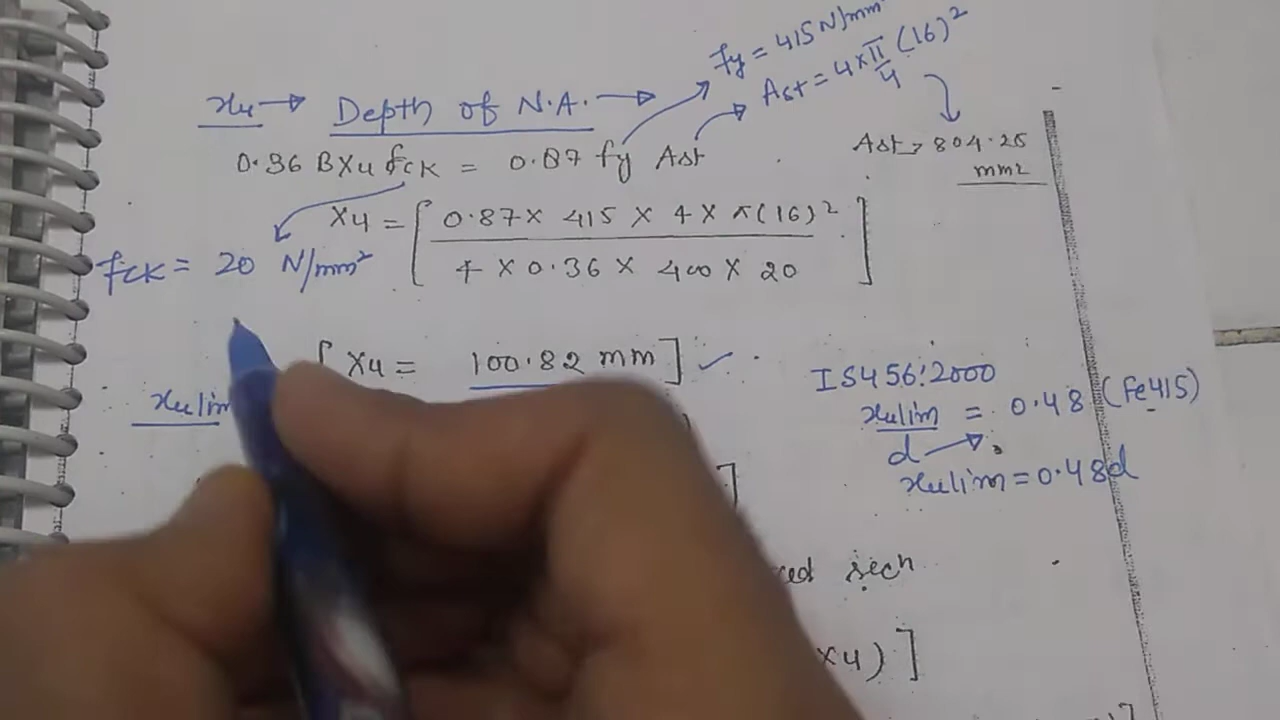 fy = 415 N/mm²
Ast = 4 × π/4 (16)²
xu → Depth of N.A. →
0.36 B Xu fck = 0.87 fy Ast
Ast = 804.25
mm2
Xu = [ 0.87 × 415 × 4 × π(16)²
4 × 0.36 × 400 × 20 ]
fck = 20 N/mm²
[ Xu = 100.82 mm ] ✓
IS456:2000
xulim
xulim = 0.48 (Fe415)
d
xulim = 0.48d
]
sech
xu) ]